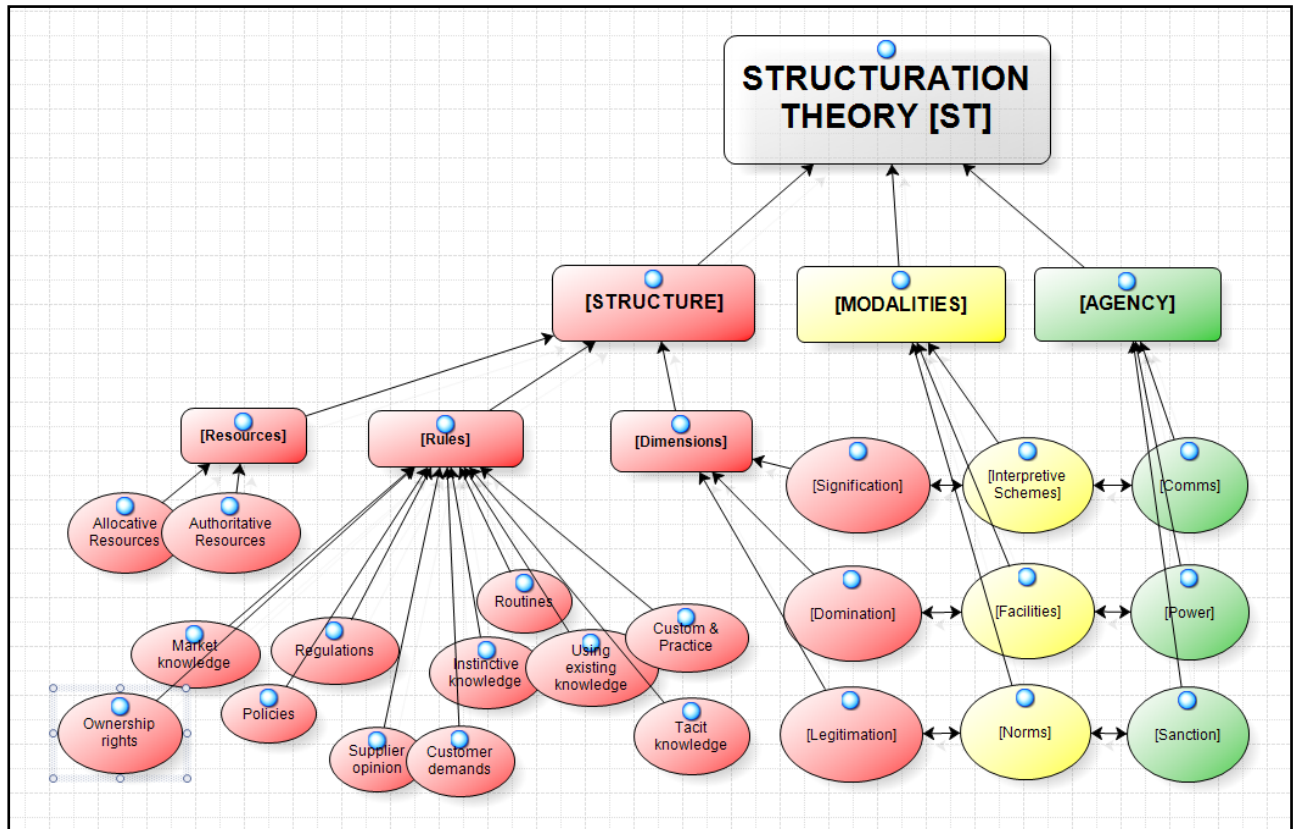 STRUCTURATION
THEORY [ST]
[STRUCTURE]
[MODALITIES]
[AGENCY]
[Resources]
[Rules]
[Dimensions]
[Signification]
[Interpretive
Schemes]
[Comms]
Allocative
Resources
Authoritative
Resources
Routines
[Domination]
[Facilities]
[Power]
Market
knowledge
Regulations
Instinctive
knowledge
Using
existing
knowledge
Custom &
Practice
Ownership
rights
Policies
Supplier
opinion
Customer
demands
Tacit
knowledge
[Legitimation]
[Norms]
[Sanction]